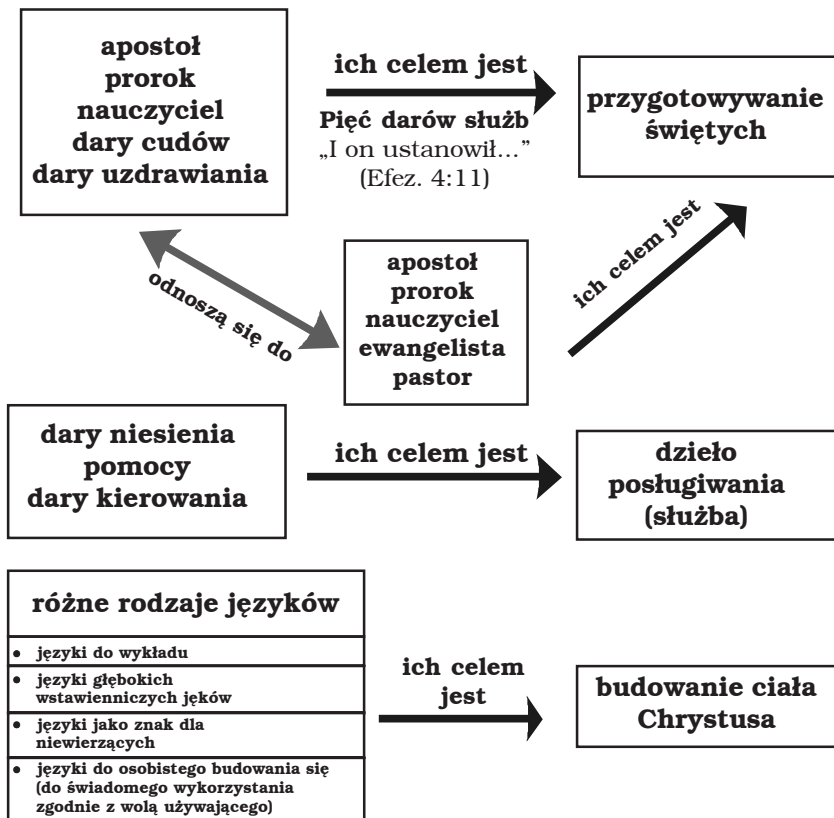 apostoł
prorok
nauczyciel
dary cudów
dary uzdrawiania
ich celem jest
Pięć darów służb
„I on ustanowił...”
(Efez. 4:11)
przygotowywanie
świętych
odnoszą się do
apostoł
prorok
nauczyciel
ewangelista
pastor
ich celem jest
dary niesienia
pomocy
dary kierowania
ich celem jest
dzieło
posługiwania
(służba)
różne rodzaje języków
• języki do wykładu
• języki głębokich
wstawienniczych jęków
• języki jako znak dla
niewierzących
• języki do osobistego budowania się
(do świadomego wykorzystania
zgodnie z wolą używającego)
ich celem
jest
budowanie ciała
Chrystusa